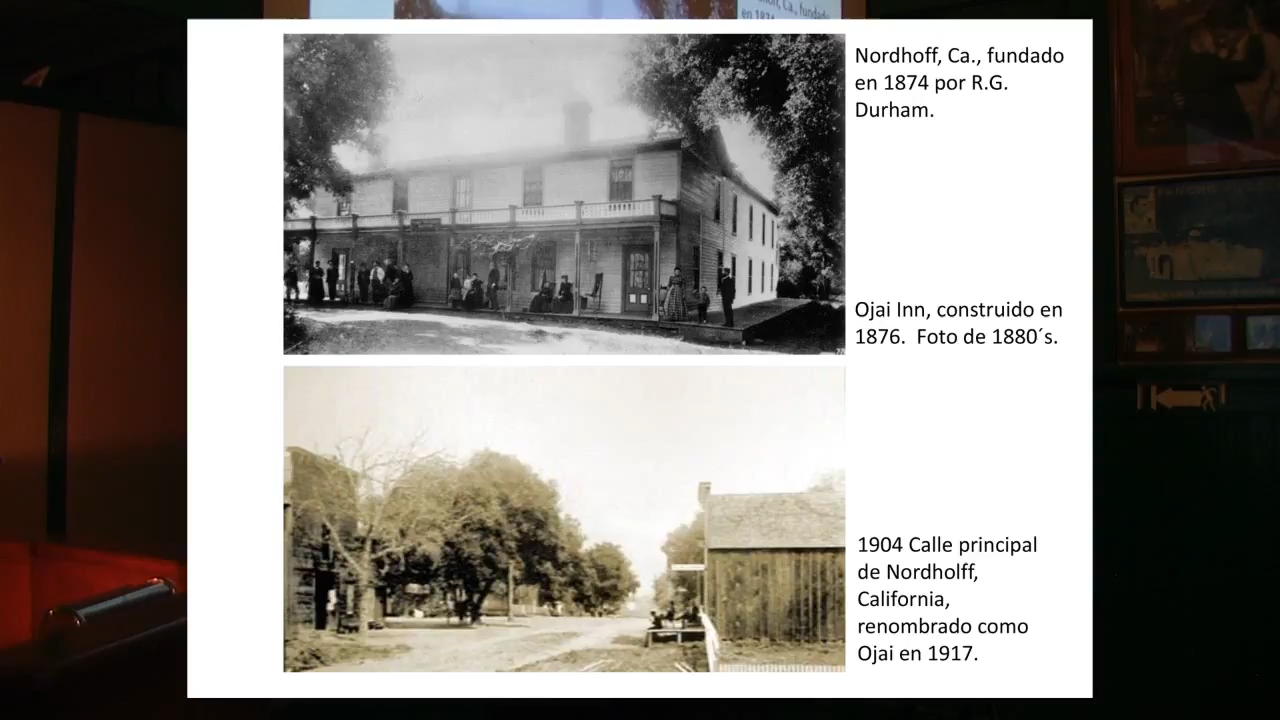 Nordhoff, Ca., fundado
en 1874 por R.G.
Durham.
Ojai Inn, construido en
1876.  Foto de 1880´s.
1904 Calle principal
de Nordholff,
California,
renombrado como
Ojai en 1917.